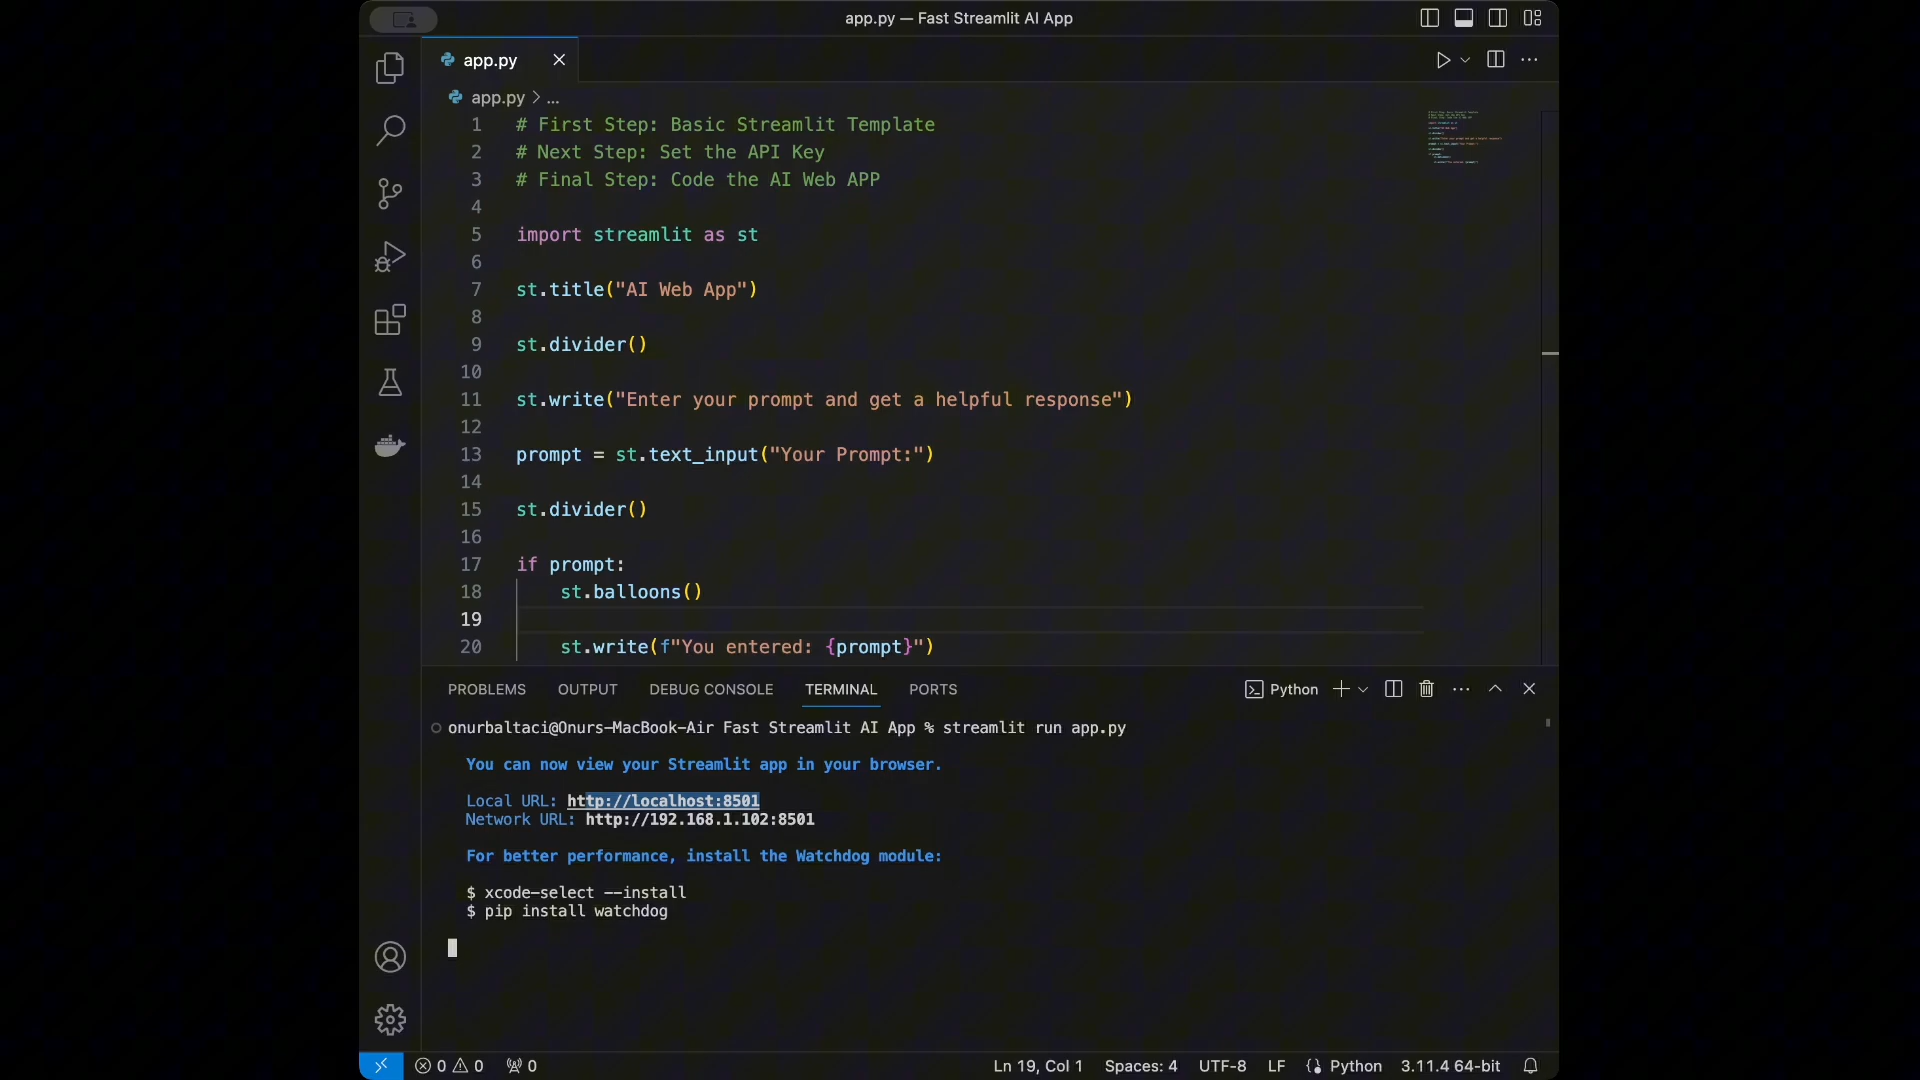 app.py — Fast Streamlit AI App
app.py
app.py > ...
1 # First Step: Basic Streamlit Template
2 # Next Step: Set the API Key
3 # Final Step: Code the AI Web APP
4
5 import streamlit as st
6
7 st.title("AI Web App")
8
9 st.divider()
10
11 st.write("Enter your prompt and get a helpful response")
12
13 prompt = st.text_input("Your Prompt:")
14
15 st.divider()
16
17 if prompt:
18     st.balloons()
19
20     st.write(f"You entered: {prompt}")
PROBLEMS OUTPUT DEBUG CONSOLE TERMINAL PORTS Python
onurbaltaci@Onurs-MacBook-Air Fast Streamlit AI App % streamlit run app.py
You can now view your Streamlit app in your browser.
Local URL: http://localhost:8501
Network URL: http://192.168.1.102:8501
For better performance, install the Watchdog module:
$ xcode-select --install
$ pip install watchdog
0 0 0 Ln 19, Col 1 Spaces: 4 UTF-8 LF Python 3.11.4 64-bit